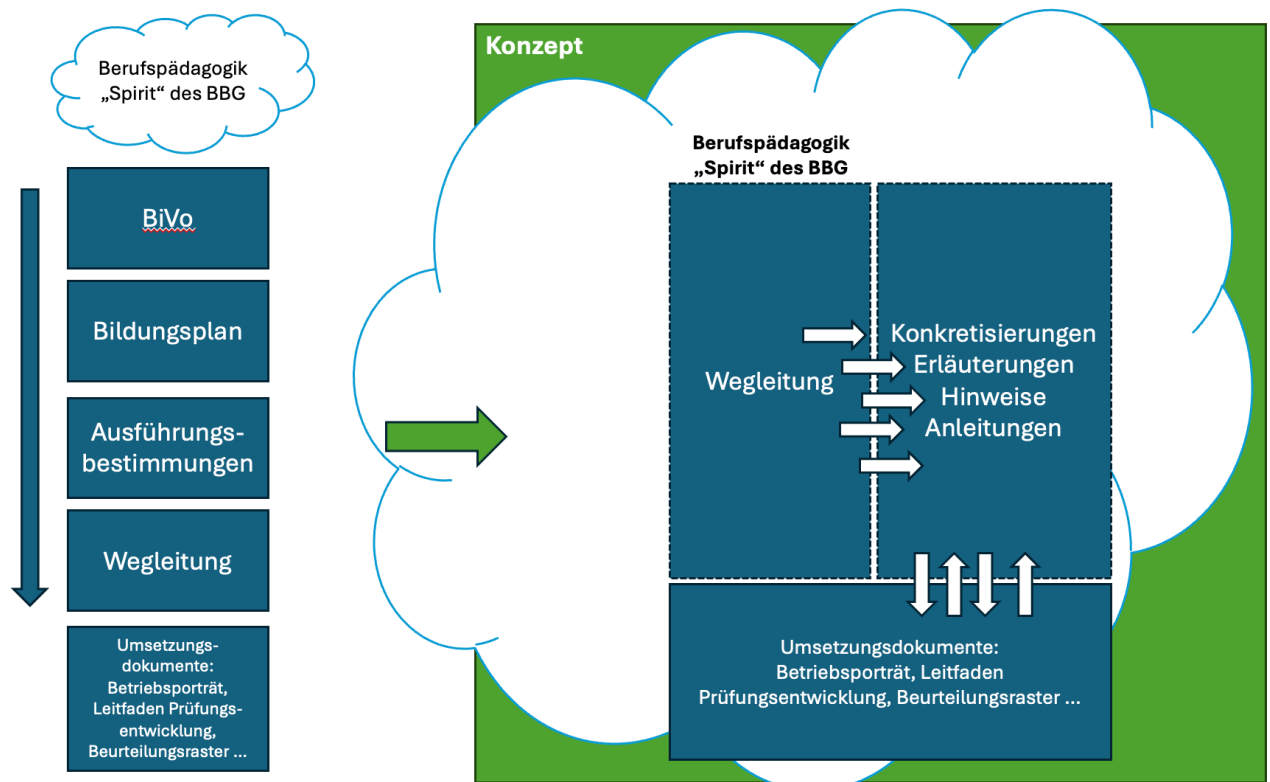 Berufspädagogik
„Spirit“ des BBG
BiVo
Bildungsplan
Ausführungs-
bestimmungen
Wegleitung
Umsetzungs-
dokumente:
Betriebsporträt,
Leitfaden Prüfungs-
entwicklung,
Beurteilungsraster ...
Konzept
Berufspädagogik
„Spirit“ des BBG
Wegleitung
Konkretisierungen
Erläuterungen
Hinweise
Anleitungen
Umsetzungsdokumente:
Betriebsporträt, Leitfaden
Prüfungsentwicklung, Beurteilungsraster ...